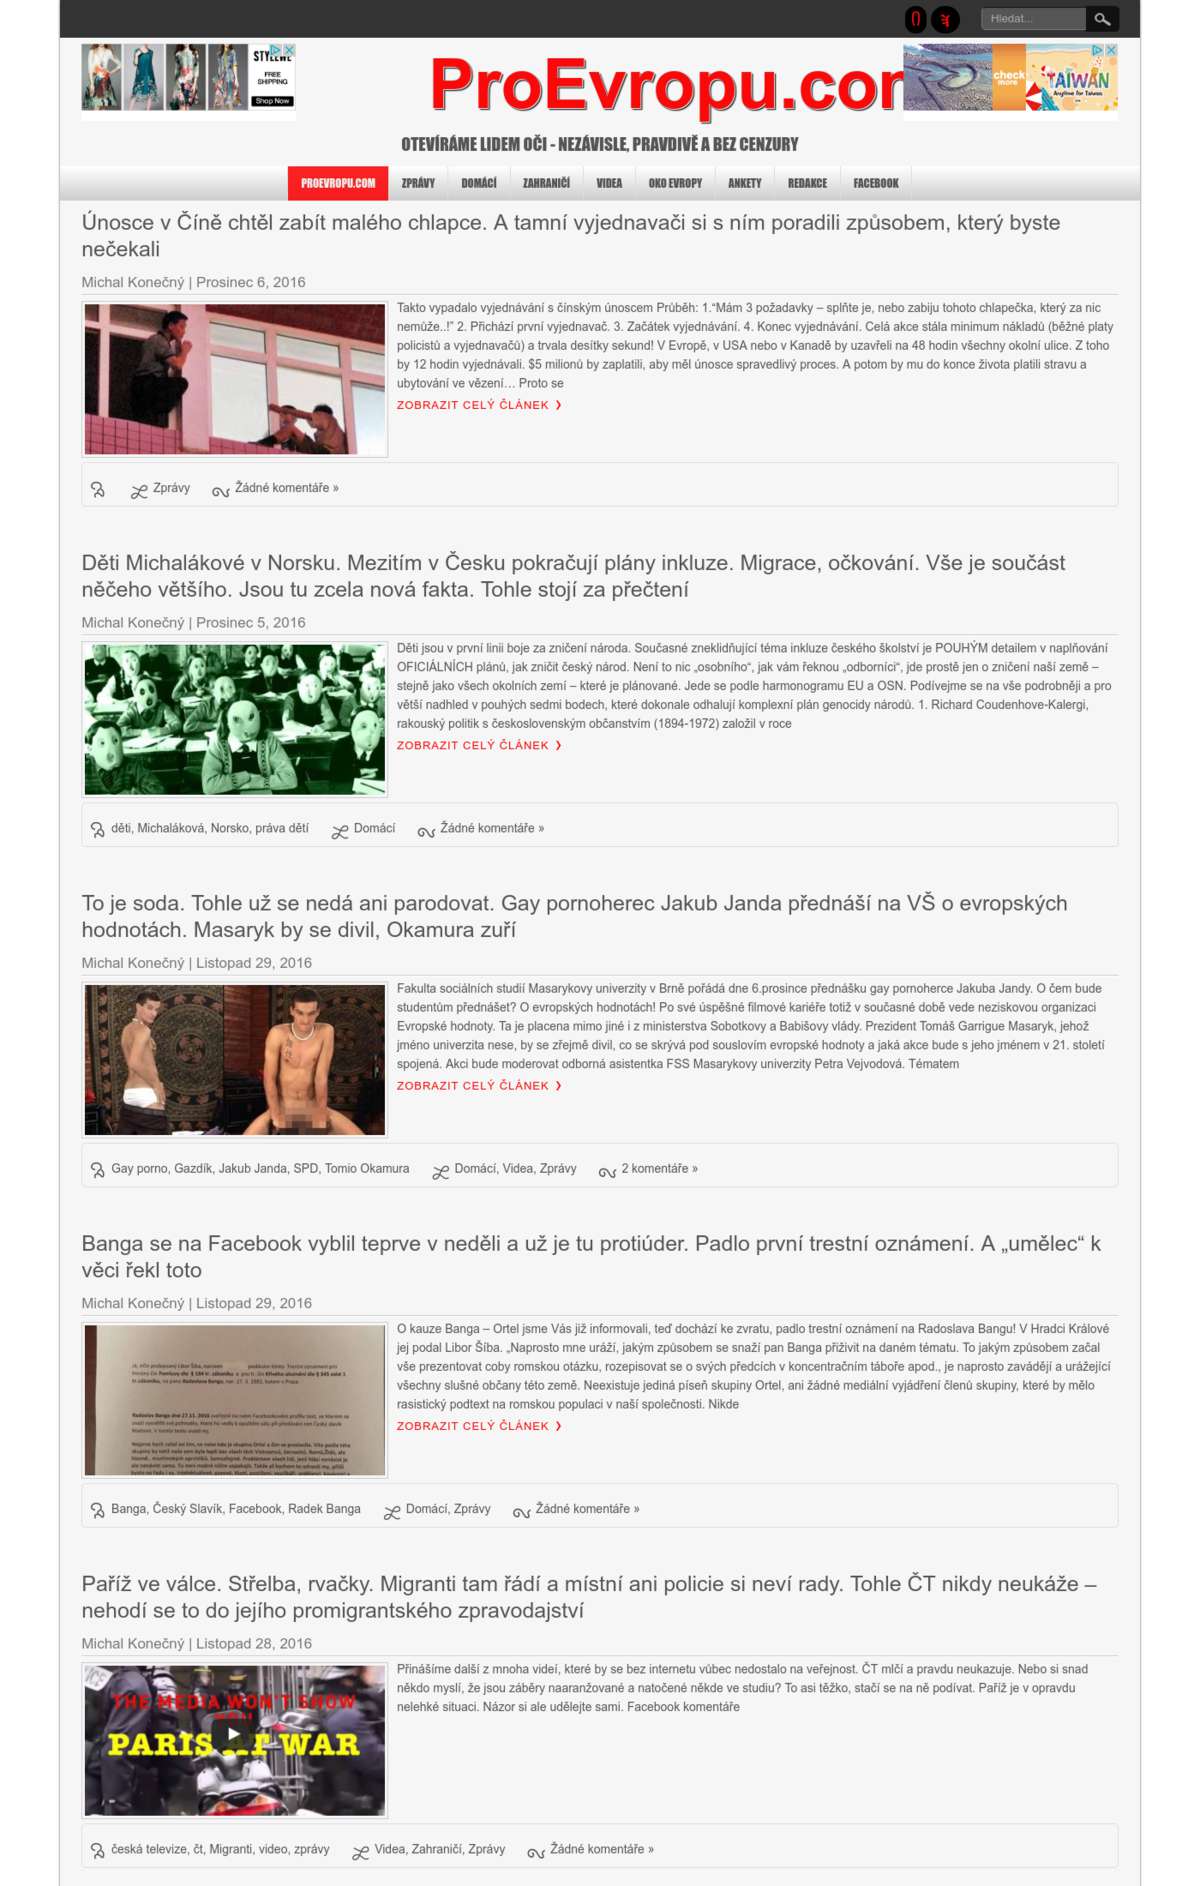 Hledat...
STYLEWE
FREE
SHIPPING
Shop Now
ProEvropu.com
check
more
TAIWAN
Anytime for Taiwan
OTEVÍRÁME LIDEM OČI - NEZÁVISLE, PRAVDIVĚ A BEZ CENZURY
PROEVROPU.COM ZPRÁVY DOMÁCÍ ZAHRANIČÍ VIDEA OKO EVROPY ANKETY REDAKCE FACEBOOK
Únosce v Číně chtěl zabít malého chlapce. A tamní vyjednavači si s ním poradili způsobem, který byste
nečekali
Michal Konečný | Prosinec 6, 2016
Takto vypadalo vyjednávání s čínským únoscem Průběh: 1.“Mám 3 požadavky – splňte je, nebo zabiju tohoto chlapečka, který za nic
nemůže..!” 2. Přichází první vyjednavač. 3. Začátek vyjednávání. 4. Konec vyjednávání. Celá akce stála minimum nákladů (běžné platy
policistů a vyjednavačů) a trvala desítky sekund! V Evropě, v USA nebo v Kanadě by uzavřeli na 48 hodin všechny okolní ulice. Z toho
by 12 hodin vyjednávali. $5 milionů by zaplatili, aby měl únosce spravedlivý proces. A potom by mu do konce života platili stravu a
ubytování ve vězení… Proto se
ZOBRAZIT CELÝ ČLÁNEK ❯
Zprávy Žádné komentáře »
Děti Michalákové v Norsku. Mezitím v Česku pokračují plány inkluze. Migrace, očkování. Vše je součást
něčeho většího. Jsou tu zcela nová fakta. Tohle stojí za přečtení
Michal Konečný | Prosinec 5, 2016
Děti jsou v první linii boje za zničení národa. Současné zneklidňující téma inkluze českého školství je POUHÝM detailem v naplňování
OFICIÁLNÍCH plánů, jak zničit český národ. Není to nic „osobního“, jak vám řeknou „odborníci“, jde prostě jen o zničení naší země –
stejně jako všech okolních zemí – které je plánované. Jede se podle harmonogramu EU a OSN. Podívejme se na vše podrobněji a pro
větší nadhled v pouhých sedmi bodech, které dokonale odhalují komplexní plán genocidy národů. 1. Richard Coudenhove-Kalergi,
rakouský politik s československým občanstvím (1894-1972) založil v roce
ZOBRAZIT CELÝ ČLÁNEK ❯
děti, Michaláková, Norsko, práva dětí Domácí Žádné komentáře »
To je soda. Tohle už se nedá ani parodovat. Gay pornoherec Jakub Janda přednáší na VŠ o evropských
hodnotách. Masaryk by se divil, Okamura zuří
Michal Konečný | Listopad 29, 2016
Fakulta sociálních studií Masarykovy univerzity v Brně pořádá dne 6.prosince přednášku gay pornoherce Jakuba Jandy. O čem bude
studentům přednášet? O evropských hodnotách! Po své úspěšné filmové kariéře totiž v současné době vede neziskovou organizaci
Evropské hodnoty. Ta je placena mimo jiné i z ministerstva Sobotkovy a Babišovy vlády. Prezident Tomáš Garrigue Masaryk, jehož
jméno univerzita nese, by se zřejmě divil, co se skrývá pod souslovím evropské hodnoty a jaká akce bude s jeho jménem v 21. století
spojená. Akci bude moderovat odborná asistentka FSS Masarykovy univerzity Petra Vejvodová. Tématem
ZOBRAZIT CELÝ ČLÁNEK ❯
Gay porno, Gazdík, Jakub Janda, SPD, Tomio Okamura Domácí, Videa, Zprávy 2 komentáře »
Banga se na Facebook vyblil teprve v neděli a už je tu protiúder. Padlo první trestní oznámení. A „umělec“ k
věci řekl toto
Michal Konečný | Listopad 29, 2016
O kauze Banga – Ortel jsme Vás již informovali, teď dochází ke zvratu, padlo trestní oznámení na Radoslava Bangu! V Hradci Králové
jej podal Libor Šíba. „Naprosto mne uráží, jakým způsobem se snaží pan Banga přiživit na daném tématu. To jakým způsobem začal
vše prezentovat coby romskou otázku, rozepisovat se o svých předcích v koncentračním táboře apod., je naprosto zavádějí a urážející
všechny slušné občany této země. Neexistuje jediná píseň skupiny Ortel, ani žádné mediální vyjádření členů skupiny, které by mělo
rasistický podtext na romskou populaci v naší společnosti. Nikde
ZOBRAZIT CELÝ ČLÁNEK ❯
Banga, Český Slavík, Facebook, Radek Banga Domácí, Zprávy Žádné komentáře »
Paříž ve válce. Střelba, rvačky. Migranti tam řádí a místní ani policie si neví rady. Tohle ČT nikdy neukáže –
nehodí se to do jejího promigrantského zpravodajství
Michal Konečný | Listopad 28, 2016
THE MEDIA WON'T SHOW
PARIS AT WAR
Přinášíme další z mnoha videí, které by se bez internetu vůbec nedostalo na veřejnost. ČT mlčí a pravdu neukazuje. Nebo si snad
někdo myslí, že jsou záběry naaranžované a natočené někde ve studiu? To asi těžko, stačí se na ně podívat. Paříž je v opravdu
nelehké situaci. Názor si ale udělejte sami. Facebook komentáře
česká televize, čt, Migranti, video, zprávy Videa, Zahraničí, Zprávy Žádné komentáře »